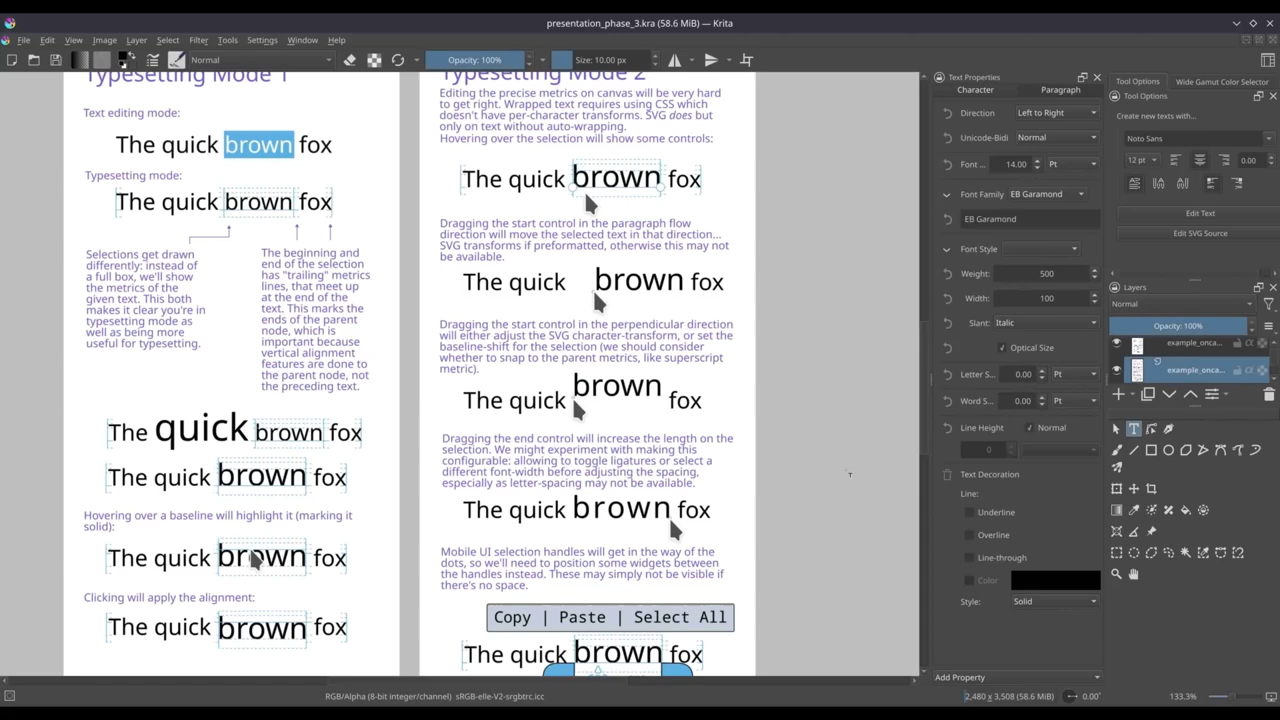 presentation_phase_3.kra (58.6 MiB) — Krita
File Edit View Image Layer Select Filter Tools Settings Window Help
Normal
Opacity: 100%
Size: 10.00 px
Typesetting Mode 1
Text editing mode:
The quick brown fox
Typesetting mode:
The quick brown fox
Selections get drawn
differently: instead of
a full box, we'll show
the metrics of the
given text. This both
makes it clear you're in
typesetting mode as
well as being more
useful for typesetting.
The beginning and
end of the selection
has "trailing" metrics
lines, that meet up
at the end of the
text. This marks the
ends of the parent
node, which is
important because
vertical alignment
features are done to
the parent node, not
the preceding text.
The quick brown fox
The quick brown fox
Hovering over a baseline will highlight it (marking it
solid):
The quick brown fox
Clicking will apply the alignment:
The quick brown fox
Typesetting Mode 2
Editing the precise metrics on canvas will be very hard
to get right. Wrapped text requires using CSS which
doesn't have per-character transforms. SVG does but
only on text without auto-wrapping.
Hovering over the selection will show some controls:
The quick brown fox
Dragging the start control in the paragraph flow
direction will move the selected text in that direction...
SVG transforms if preformatted, otherwise this may not
be available.
The quick brown fox
Dragging the start control in the perpendicular direction
will either adjust the SVG character-transform, or set the
baseline-shift for the selection (we should consider
whether to snap to the parent metrics, like superscript
metric).
The quick brown fox
Dragging the end control will increase the length on the
selection. We might experiment with making this
configurable: allowing to toggle ligatures or select a
different font-width before adjusting the spacing,
especially as letter-spacing may not be available.
The quick brown fox
Mobile UI selection handles will get in the way of the
dots, so we'll need to position some widgets between
the handles instead. These may simply not be visible if
there's no space.
Copy | Paste | Select All
The quick brown fox
Text Properties
Character Paragraph
Direction Left to Right
Unicode-Bidi Normal
Font ... 14.00 Pt
Font Family EB Garamond
EB Garamond
Font Style
Weight: 500
Width: 100
Slant: Italic
Optical Size
Letter S... 0.00 Pt
Word S... 0.00 Pt
Line Height Normal
0
Text Decoration
Line:
Underline
Overline
Line-through
Color
Style: Solid
Add Property
Tool Options Wide Gamut Color Selector
Tool Options
Create new texts with...
Noto Sans
12 pt 0.00
Edit Text
Edit SVG Source
Layers
Normal
Opacity: 100%
example_onca...
example_onca...
RGB/Alpha (8-bit integer/channel) sRGB-elle-V2-srgbtrc.icc
2,480 x 3,508 (58.6 MiB) 0.00° 133.3%